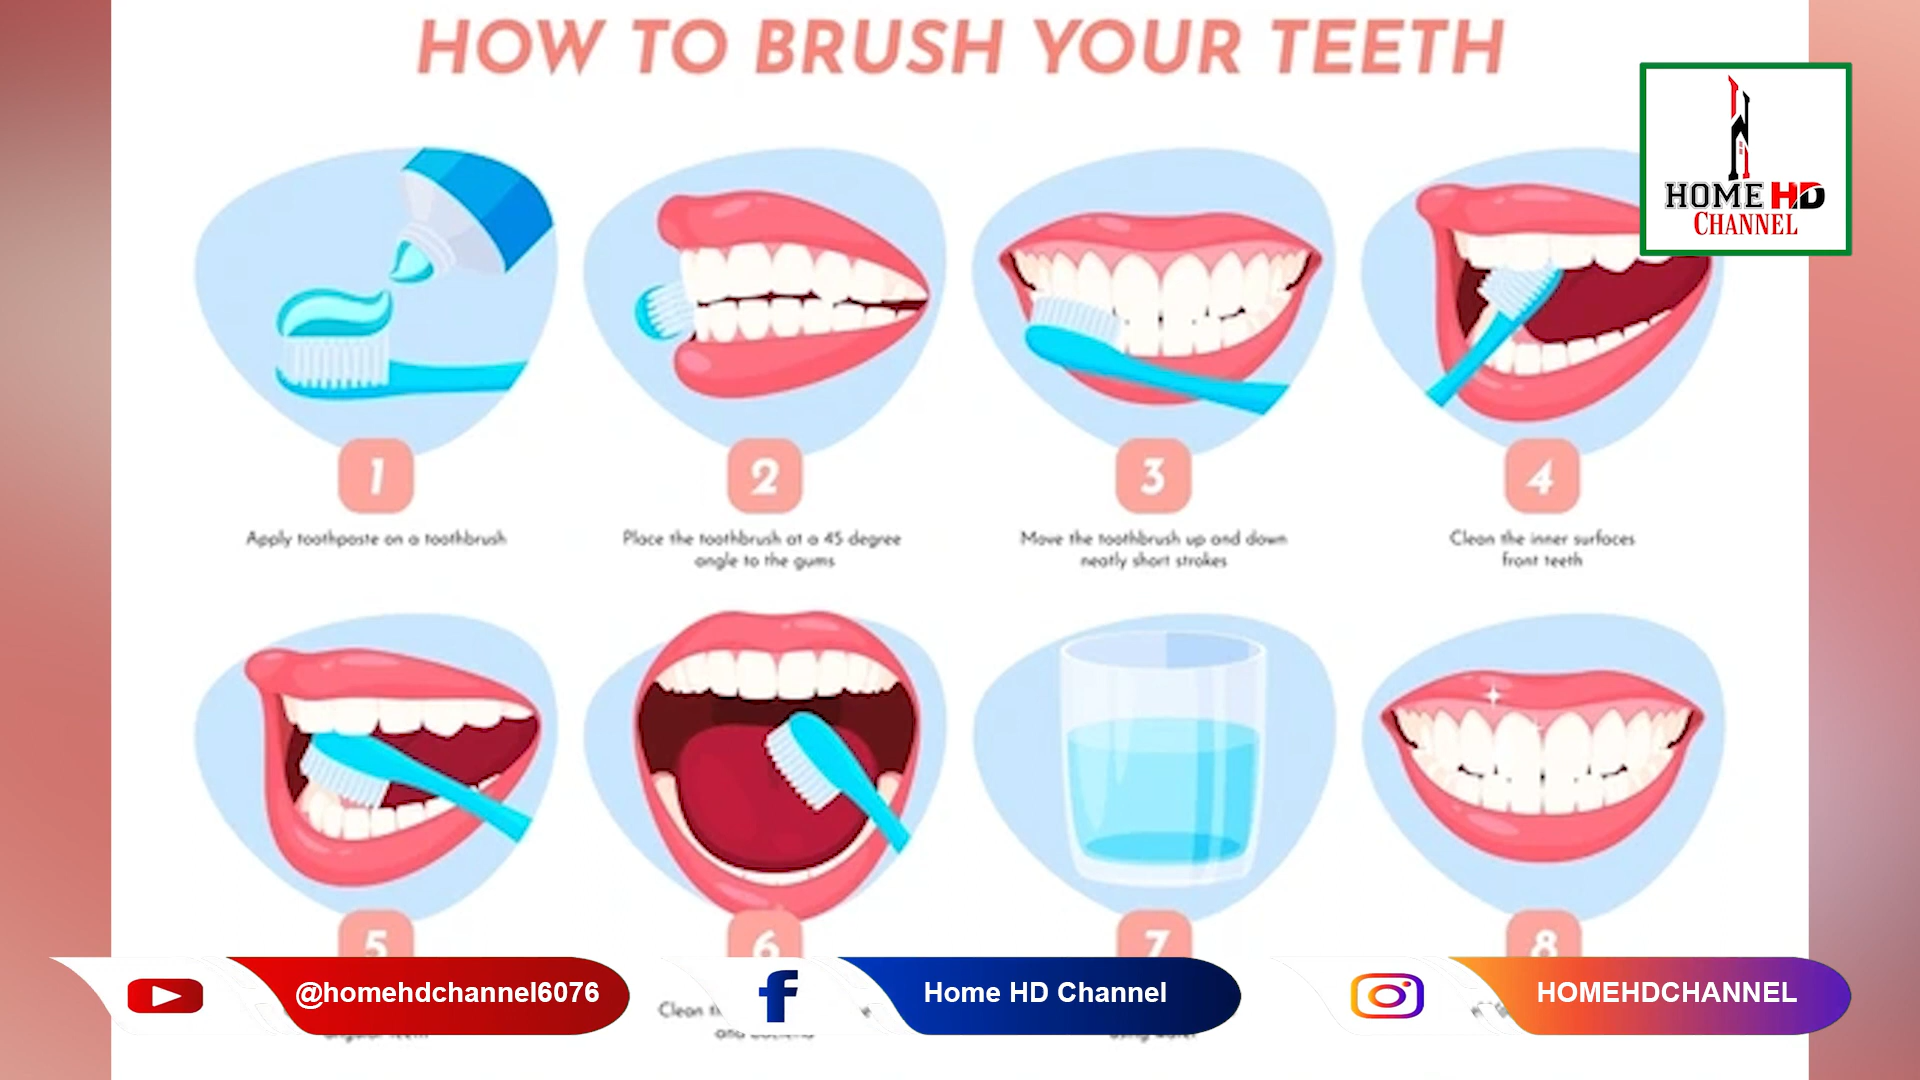 HOW TO BRUSH YOUR TEETH
HOME HD
CHANNEL
1
2
3
4
Apply toothpaste on a toothbrush
Place the toothbrush at a 45 degree
angle to the gums
Move the toothbrush up and down
neatly short strokes
Clean the inner surfaces
front teeth
5
6
7
8
@homehdchannel6076
Home HD Channel
HOMEHDCHANNEL
Clean
and